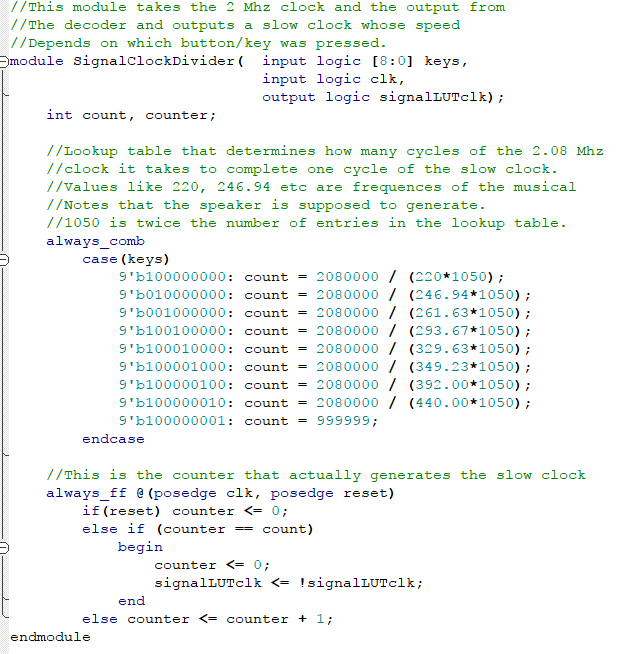 //This module takes the 2 Mhz clock and the output from
//The decoder and outputs a slow clock whose speed
//Depends on which button/key was pressed.
module SignalClockDivider(  input logic [8:0] keys,
input logic clk,
output logic signalLUTclk);
int count, counter;
//Lookup table that determines how many cycles of the 2.08 Mhz
//clock it takes to complete one cycle of the slow clock.
//Values like 220, 246.94 etc are frequences of the musical
//Notes that the speaker is supposed to generate.
//1050 is twice the number of entries in the lookup table.
always_comb
case(keys)
9'b100000000: count = 2080000 / (220*1050);
9'b010000000: count = 2080000 / (246.94*1050);
9'b001000000: count = 2080000 / (261.63*1050);
9'b100100000: count = 2080000 / (293.67*1050);
9'b100010000: count = 2080000 / (329.63*1050);
9'b100001000: count = 2080000 / (349.23*1050);
9'b100000100: count = 2080000 / (392.00*1050);
9'b100000010: count = 2080000 / (440.00*1050);
9'b100000001: count = 999999;
endcase
//This is the counter that actually generates the slow clock
always_ff @(posedge clk, posedge reset)
if(reset) counter <= 0;
else if (counter == count)
begin
counter <= 0;
signalLUTclk <= !signalLUTclk;
end
else counter <= counter + 1;
endmodule